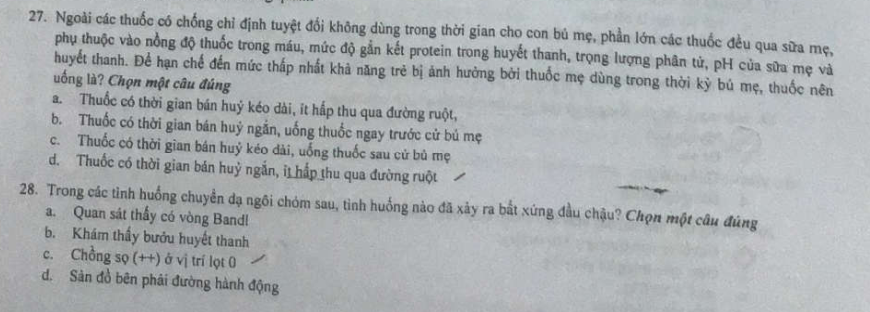 27. Ngoài các thuốc có chống chỉ định tuyệt đối không dùng trong thời gian cho con bú mẹ, phần lớn các thuốc đều qua sữa mẹ,
phụ thuộc vào nồng độ thuốc trong máu, mức độ gắn kết protein trong huyết thanh, trọng lượng phân tử, pH của sữa mẹ và
huyết thanh. Để hạn chế đến mức thấp nhất khả năng trẻ bị ảnh hưởng bởi thuốc mẹ dùng trong thời kỳ bú mẹ, thuốc nên
uống là? Chọn một câu đúng
a. Thuốc có thời gian bán huỷ kéo dài, ít hấp thu qua đường ruột,
b. Thuốc có thời gian bán huỷ ngắn, uống thuốc ngay trước cử bú mẹ
c. Thuốc có thời gian bán huỷ kéo dài, uống thuốc sau cử bú mẹ
d. Thuốc có thời gian bán huỷ ngắn, ít hấp thu qua đường ruột
28. Trong các tình huống chuyển dạ ngôi chỏm sau, tình huống nào đã xảy ra bất xứng đầu chậu? Chọn một câu đúng
a. Quan sát thấy có vòng Bandl
b. Khám thấy bướu huyết thanh
c. Chồng sọ (++) ở vị trí lọt 0
d. Sản đồ bên phải đường hành động